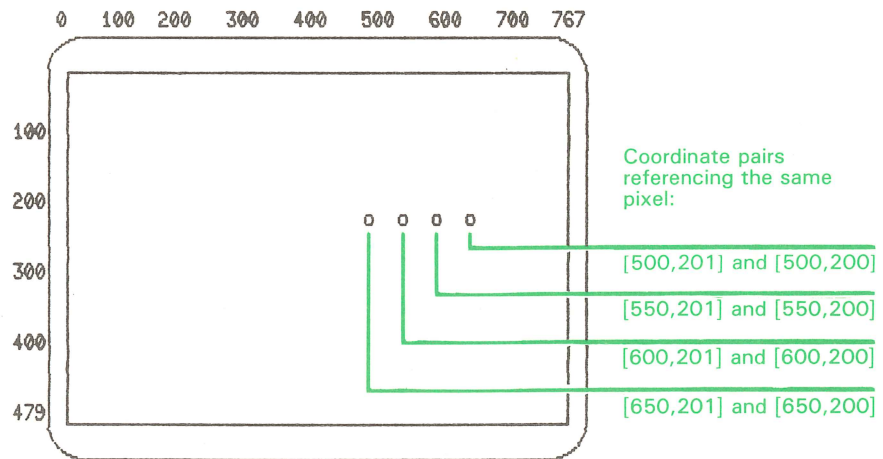 0 100 200 300 400 500 600 700 767
100
200
300
400
479
o o o o
Coordinate pairs
referencing the same
pixel:
[500,201] and [500,200]
[550,201] and [550,200]
[600,201] and [600,200]
[650,201] and [650,200]